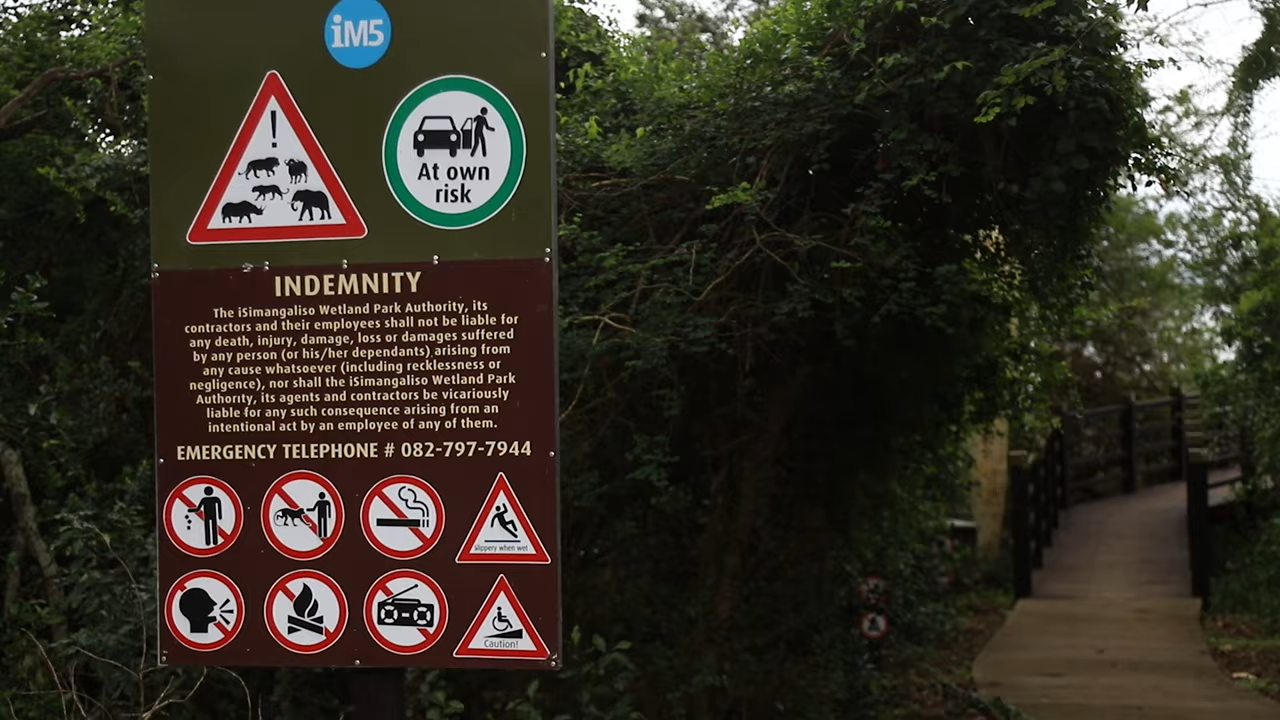 iM5
!
At own
risk
INDEMNITY
The iSimangaliso Wetland Park Authority, its
contractors and their employees shall not be liable for
any death, injury, damage, loss or damages suffered
by any person (or his/her dependants) arising from
any cause whatsoever (including recklessness or
negligence), nor shall the iSimangaliso Wetland Park
Authority, its agents and contractors be vicariously
liable for any such consequence arising from an
intentional act by an employee of any of them.
EMERGENCY TELEPHONE # 082-797-7944
Slippery when wet
Caution!